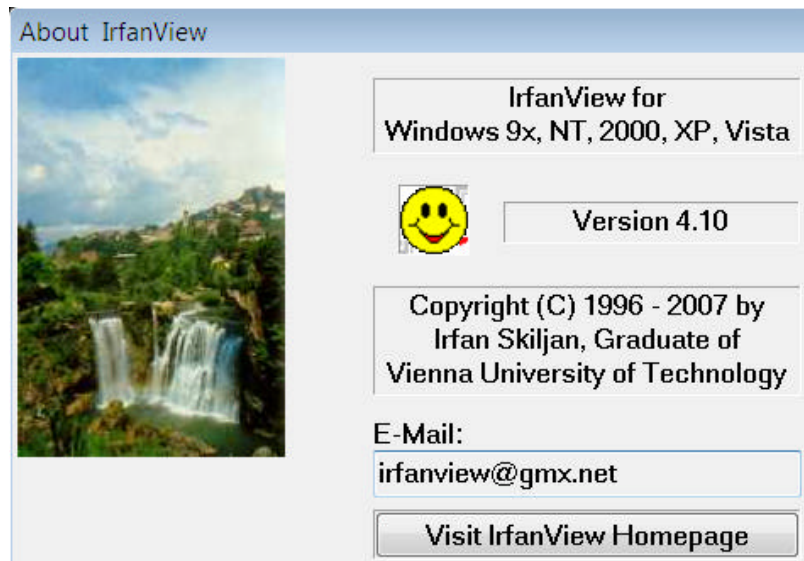 About IrfanView
IrfanView for
Windows 9x, NT, 2000, XP, Vista
Version 4.10
Copyright (C) 1996 - 2007 by
Irfan Skiljan, Graduate of
Vienna University of Technology
E-Mail:
irfanview@gmx.net
Visit IrfanView Homepage